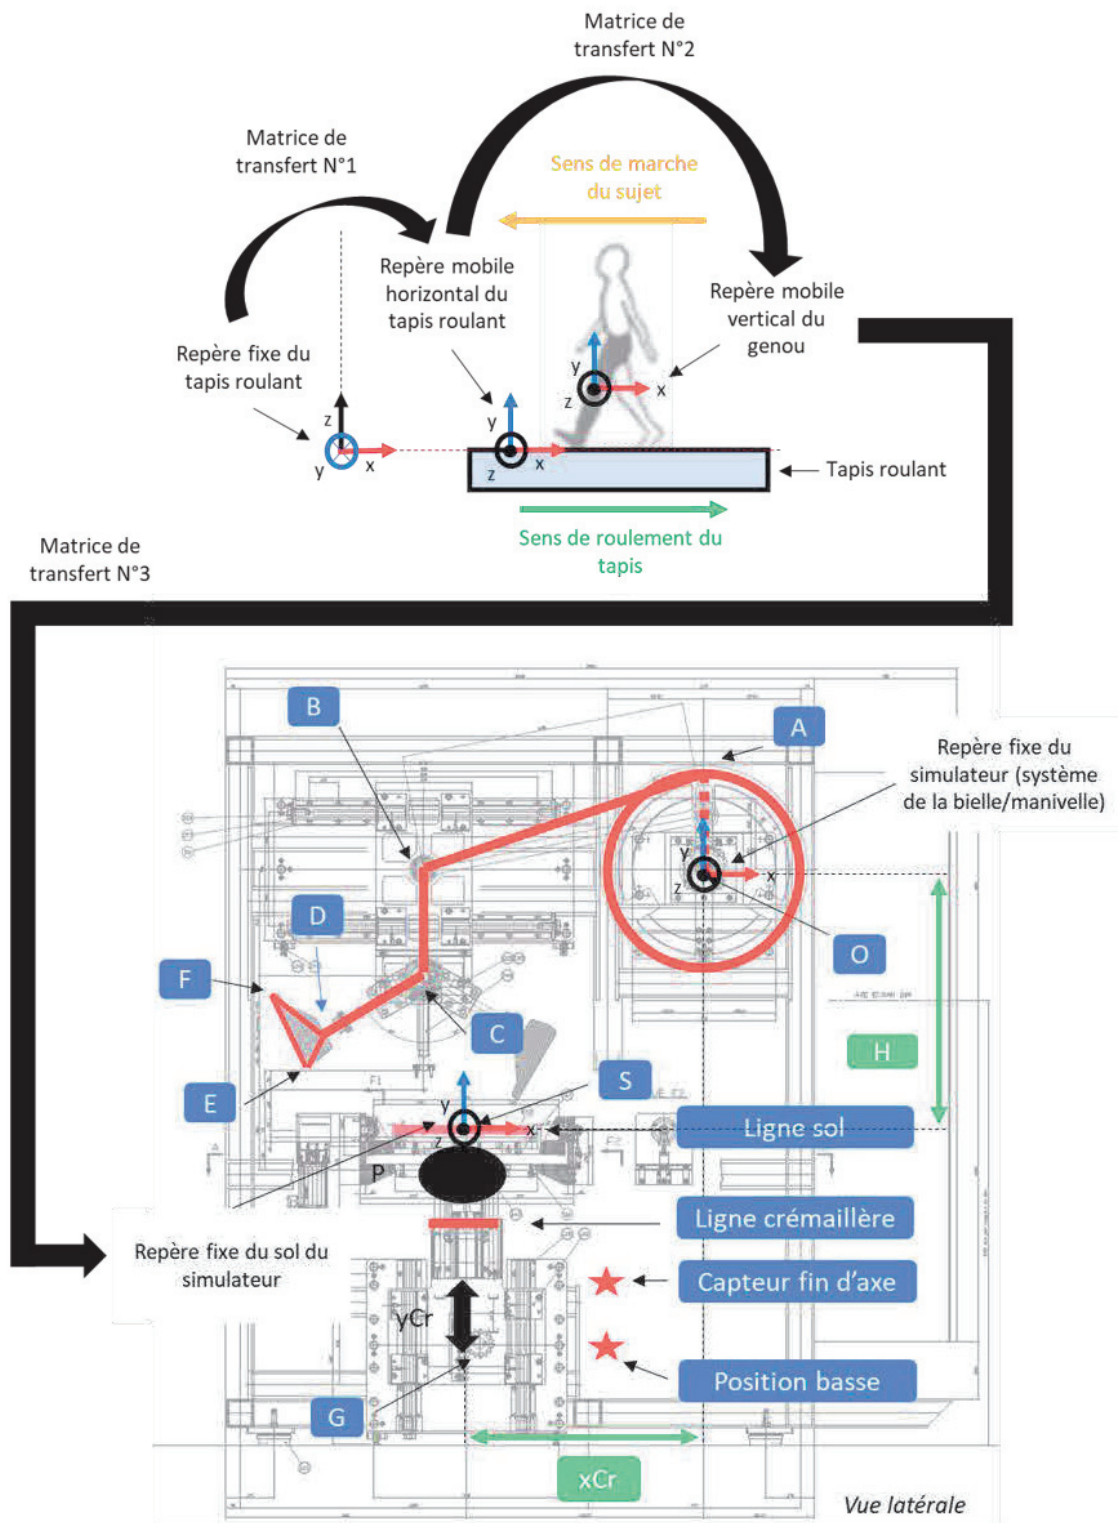 Matrice de
transfert N°2
Matrice de
transfert N°1
Sens de marche
du sujet
Repère mobile
horizontal du
tapis roulant
Repère mobile
vertical du
genou
Repère fixe du
tapis roulant
y
z
x
z
y
x
y
z
x
Tapis roulant
Sens de roulement du
tapis
Matrice de
transfert N°3
B
A
Repère fixe du
simulateur (système
de la bielle/manivelle)
y
z
x
D
O
F
C
H
E
S
F1
y
z
x
Ligne sol
P
Ligne crémaillère
Repère fixe du sol du
simulateur
Capteur fin d'axe
yCr
Position basse
G
xCr
Vue latérale